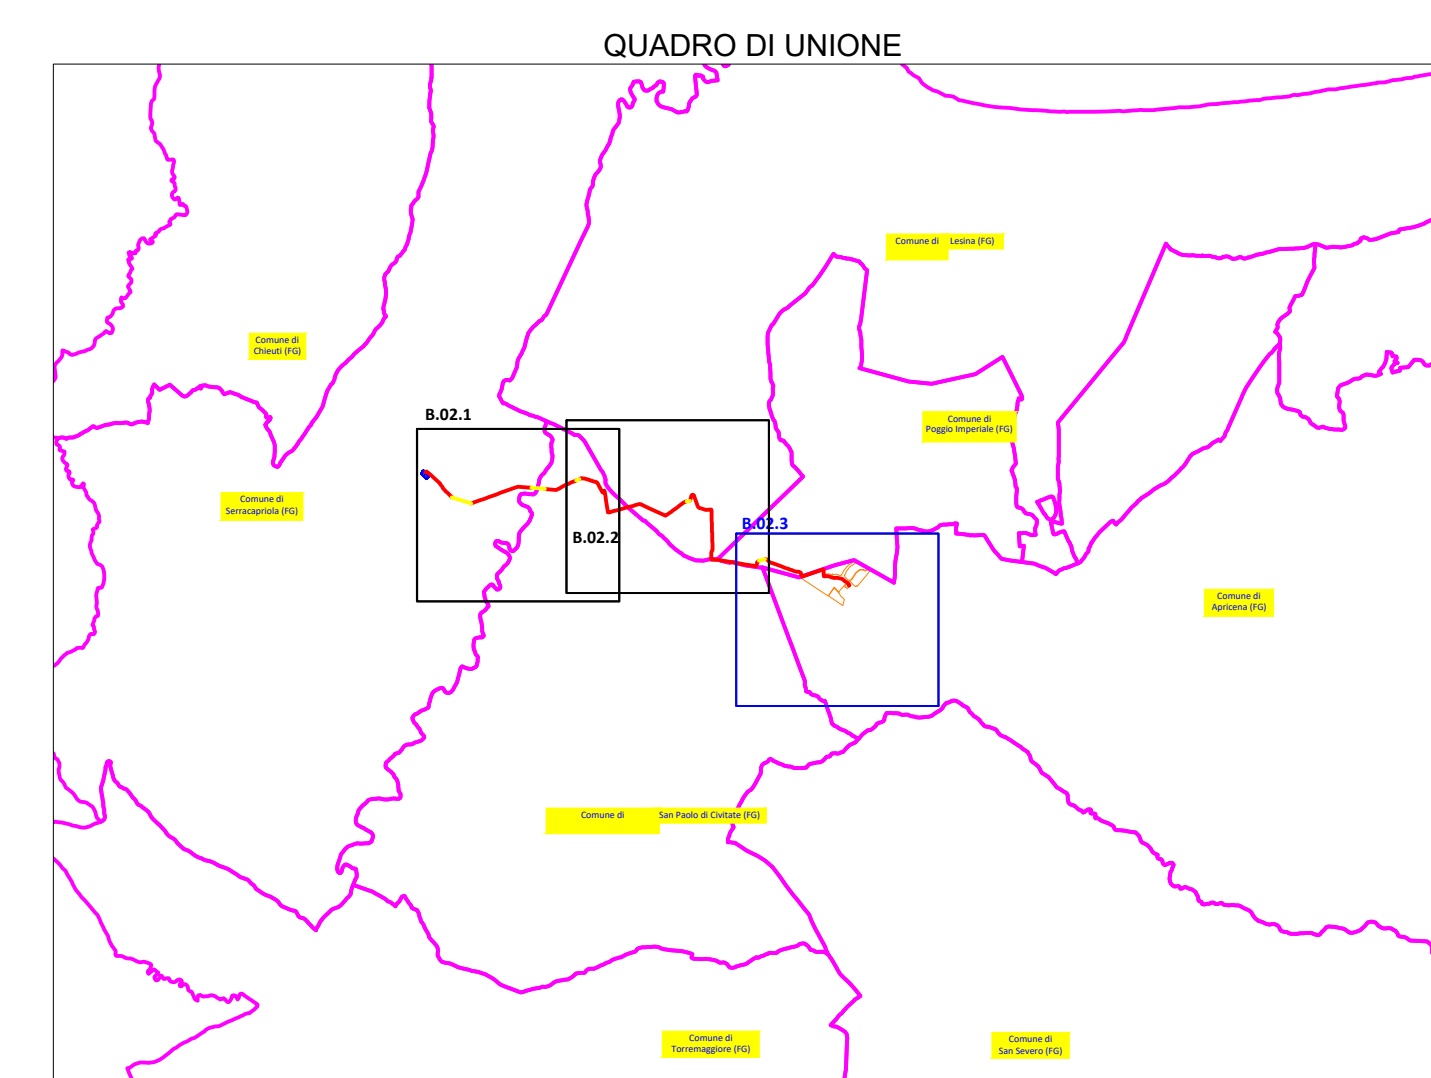 QUADRO DI UNIONE
Comune di Lesina (FG)
Comune di
Chieuti (FG)
B.02.1
Comune di
Poggio Imperiale (FG)
Comune di
Serracapriola (FG)
B.02.3
B.02.2
Comune di
Apricena (FG)
Comune di San Paolo di Civitate (FG)
Comune di
Torremaggiore (FG)
Comune di
San Severo (FG)